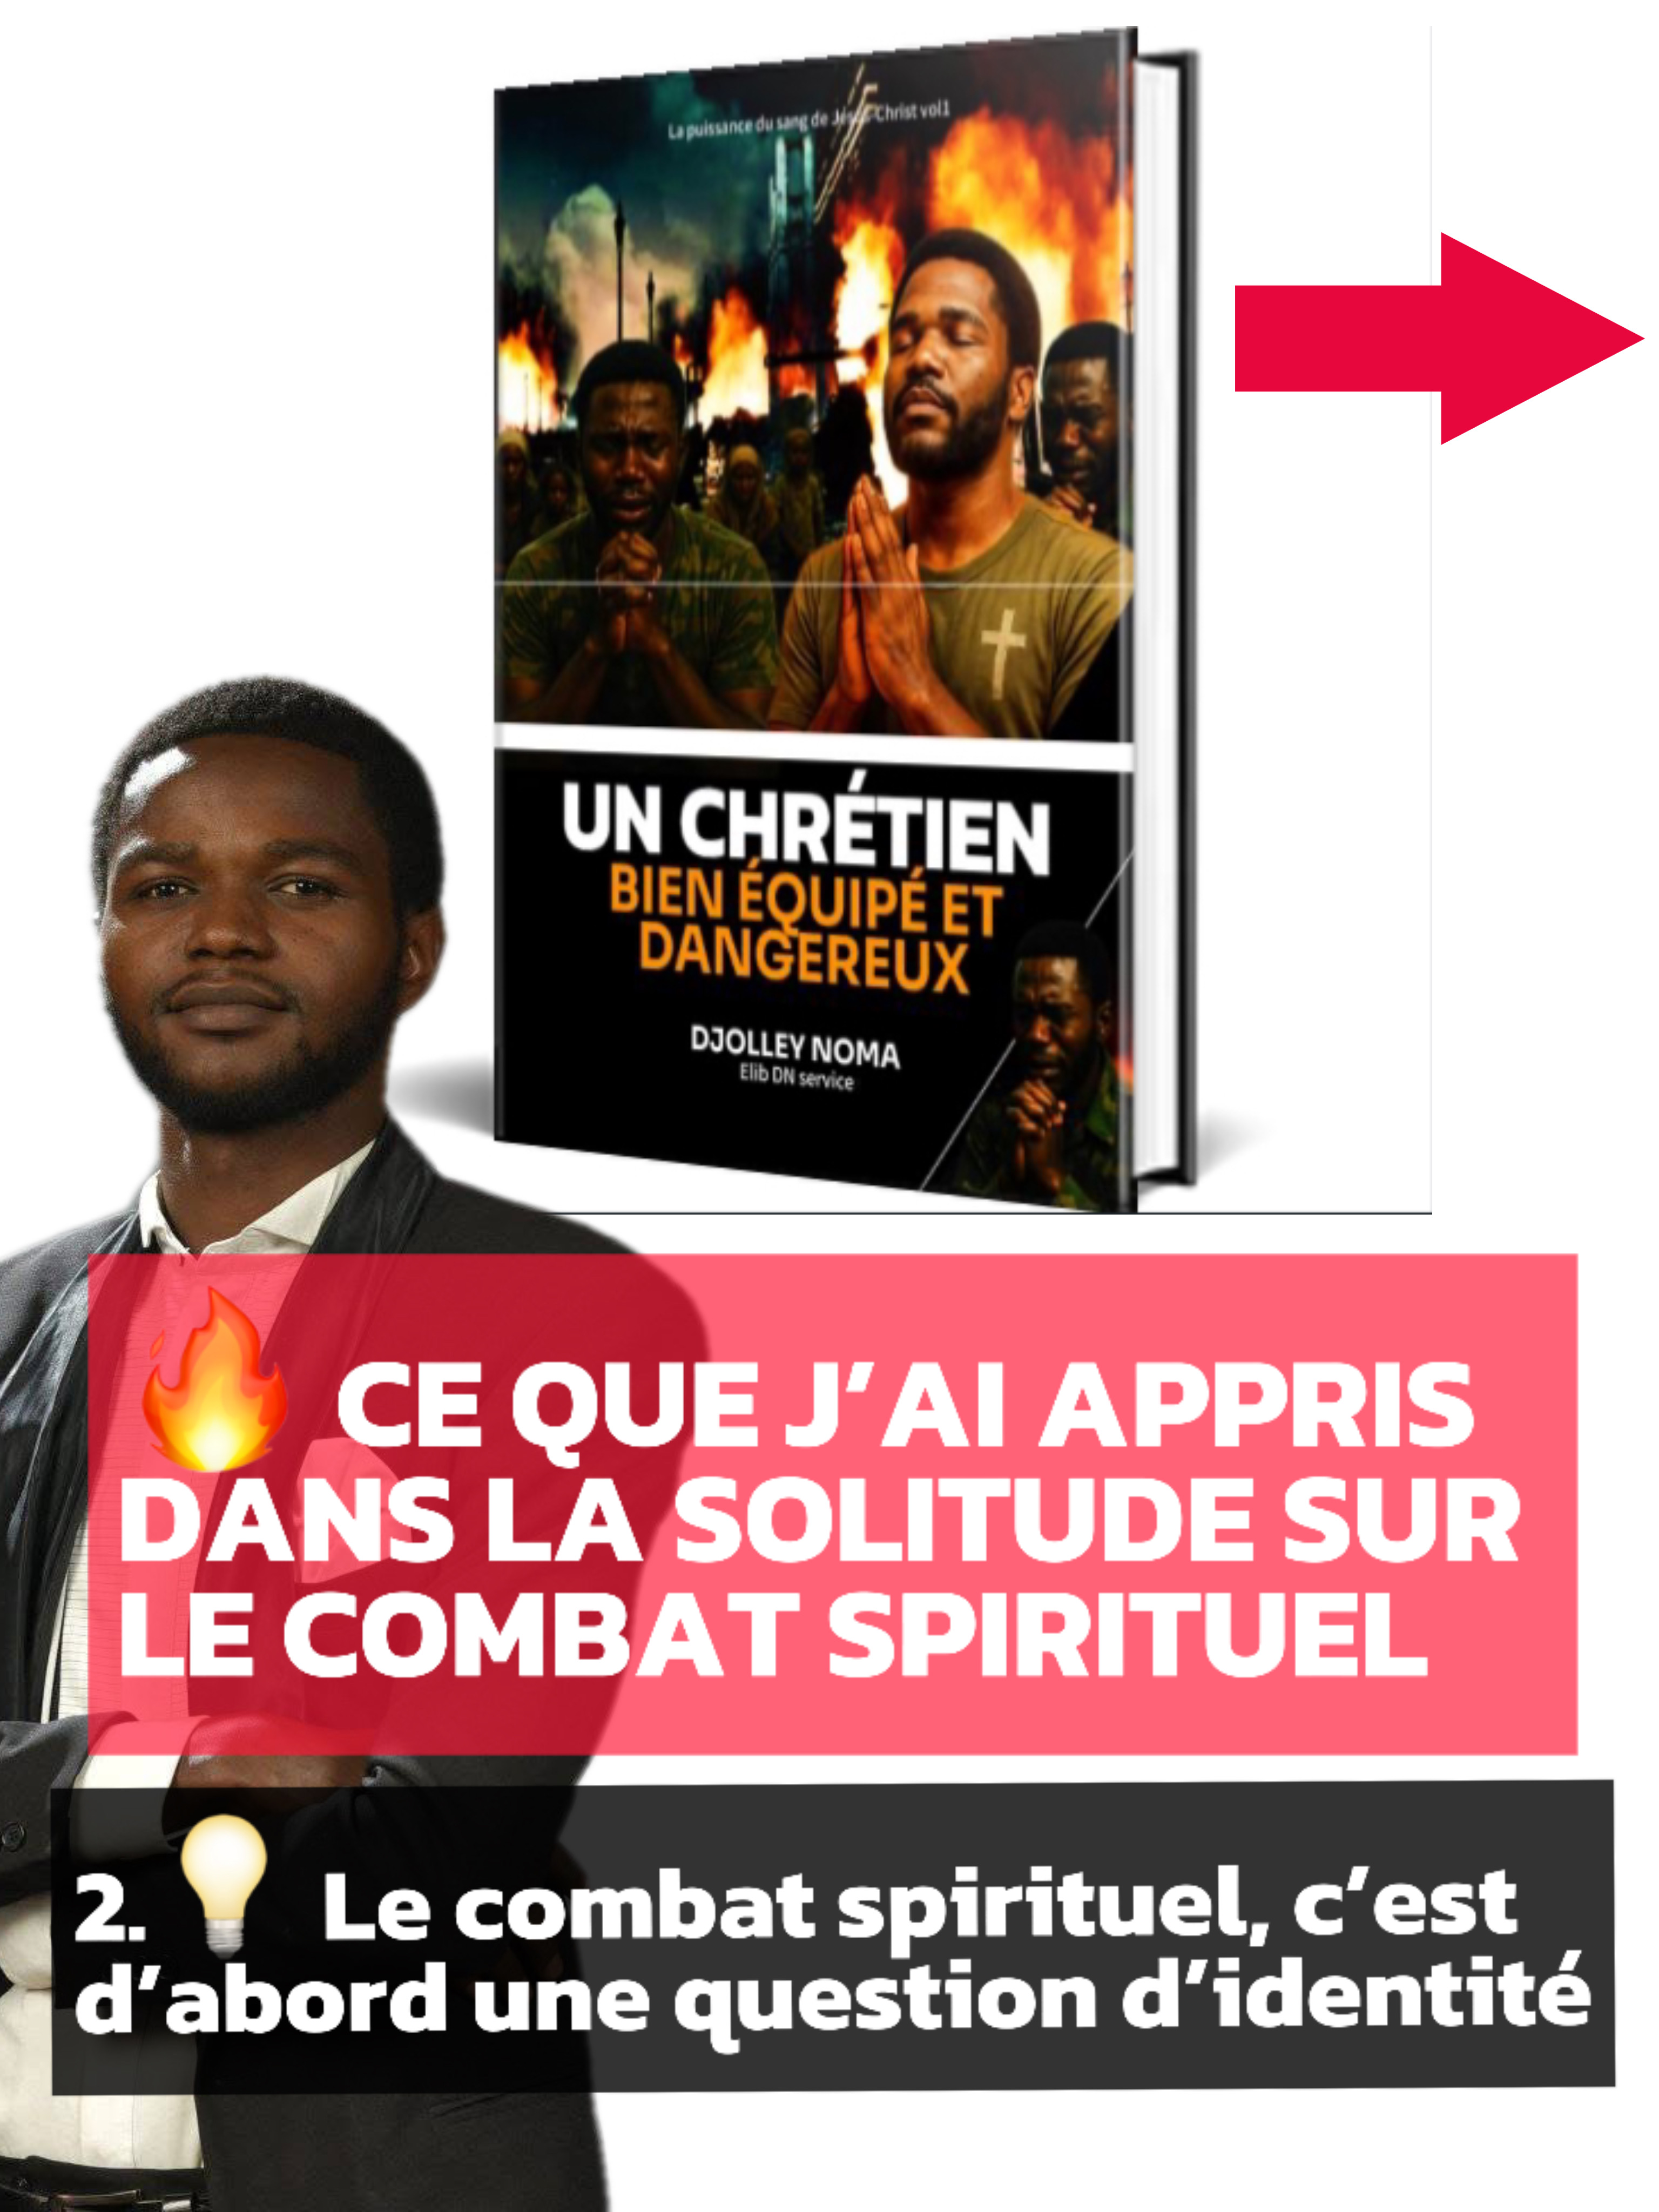 La puissance du sang de Jésus-Christ vol1
UN CHRÉTIEN
BIEN ÉQUIPÉ ET
DANGEREUX
DJOLLEY NOMA
Elib DN service
🔥 CE QUE J’AI APPRIS
DANS LA SOLITUDE SUR
LE COMBAT SPIRITUEL
2.💡 Le combat spirituel, c’est
d’abord une question d’identité